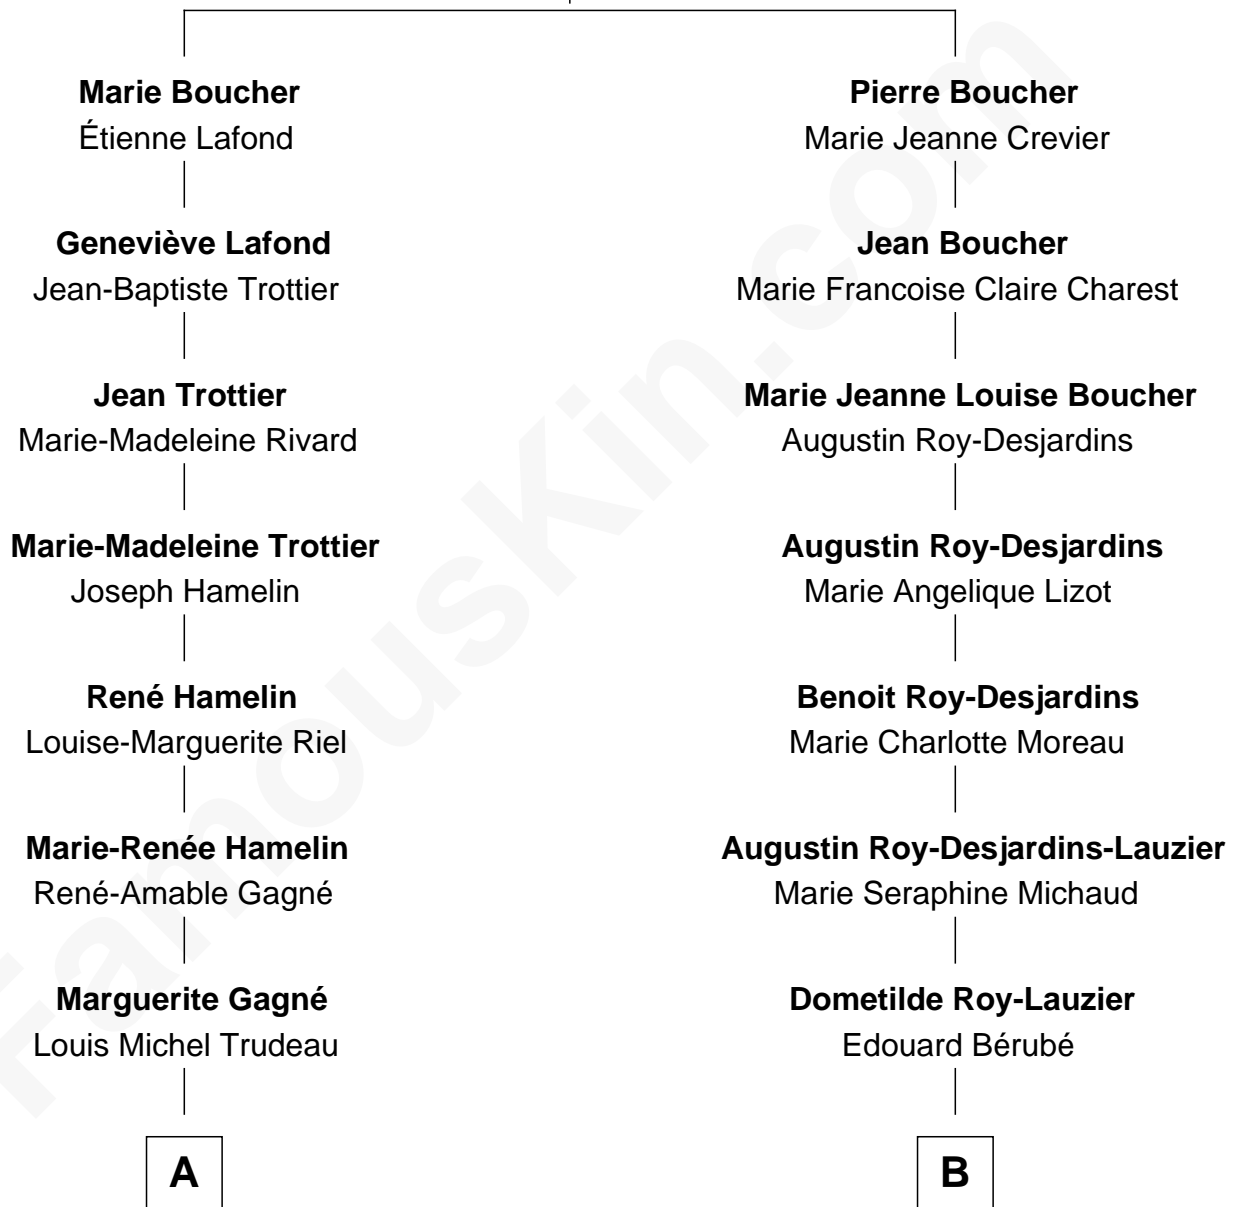 Marie Boucher
Étienne Lafond
Geneviève Lafond
Jean-Baptiste Trottier
Jean Trottier
Marie-Madeleine Rivard
Marie-Madeleine Trottier
Joseph Hamelin
René Hamelin
Louise-Marguerite Riel
Marie-Renée Hamelin
René-Amable Gagné
Marguerite Gagné
Louis Michel Trudeau
A
Pierre Boucher
Marie Jeanne Crevier
Jean Boucher
Marie Francoise Claire Charest
Marie Jeanne Louise Boucher
Augustin Roy-Desjardins
Augustin Roy-Desjardins
Marie Angelique Lizot
Benoit Roy-Desjardins
Marie Charlotte Moreau
Augustin Roy-Desjardins-Lauzier
Marie Seraphine Michaud
Dometilde Roy-Lauzier
Edouard Bérubé
B
FamousKin.com